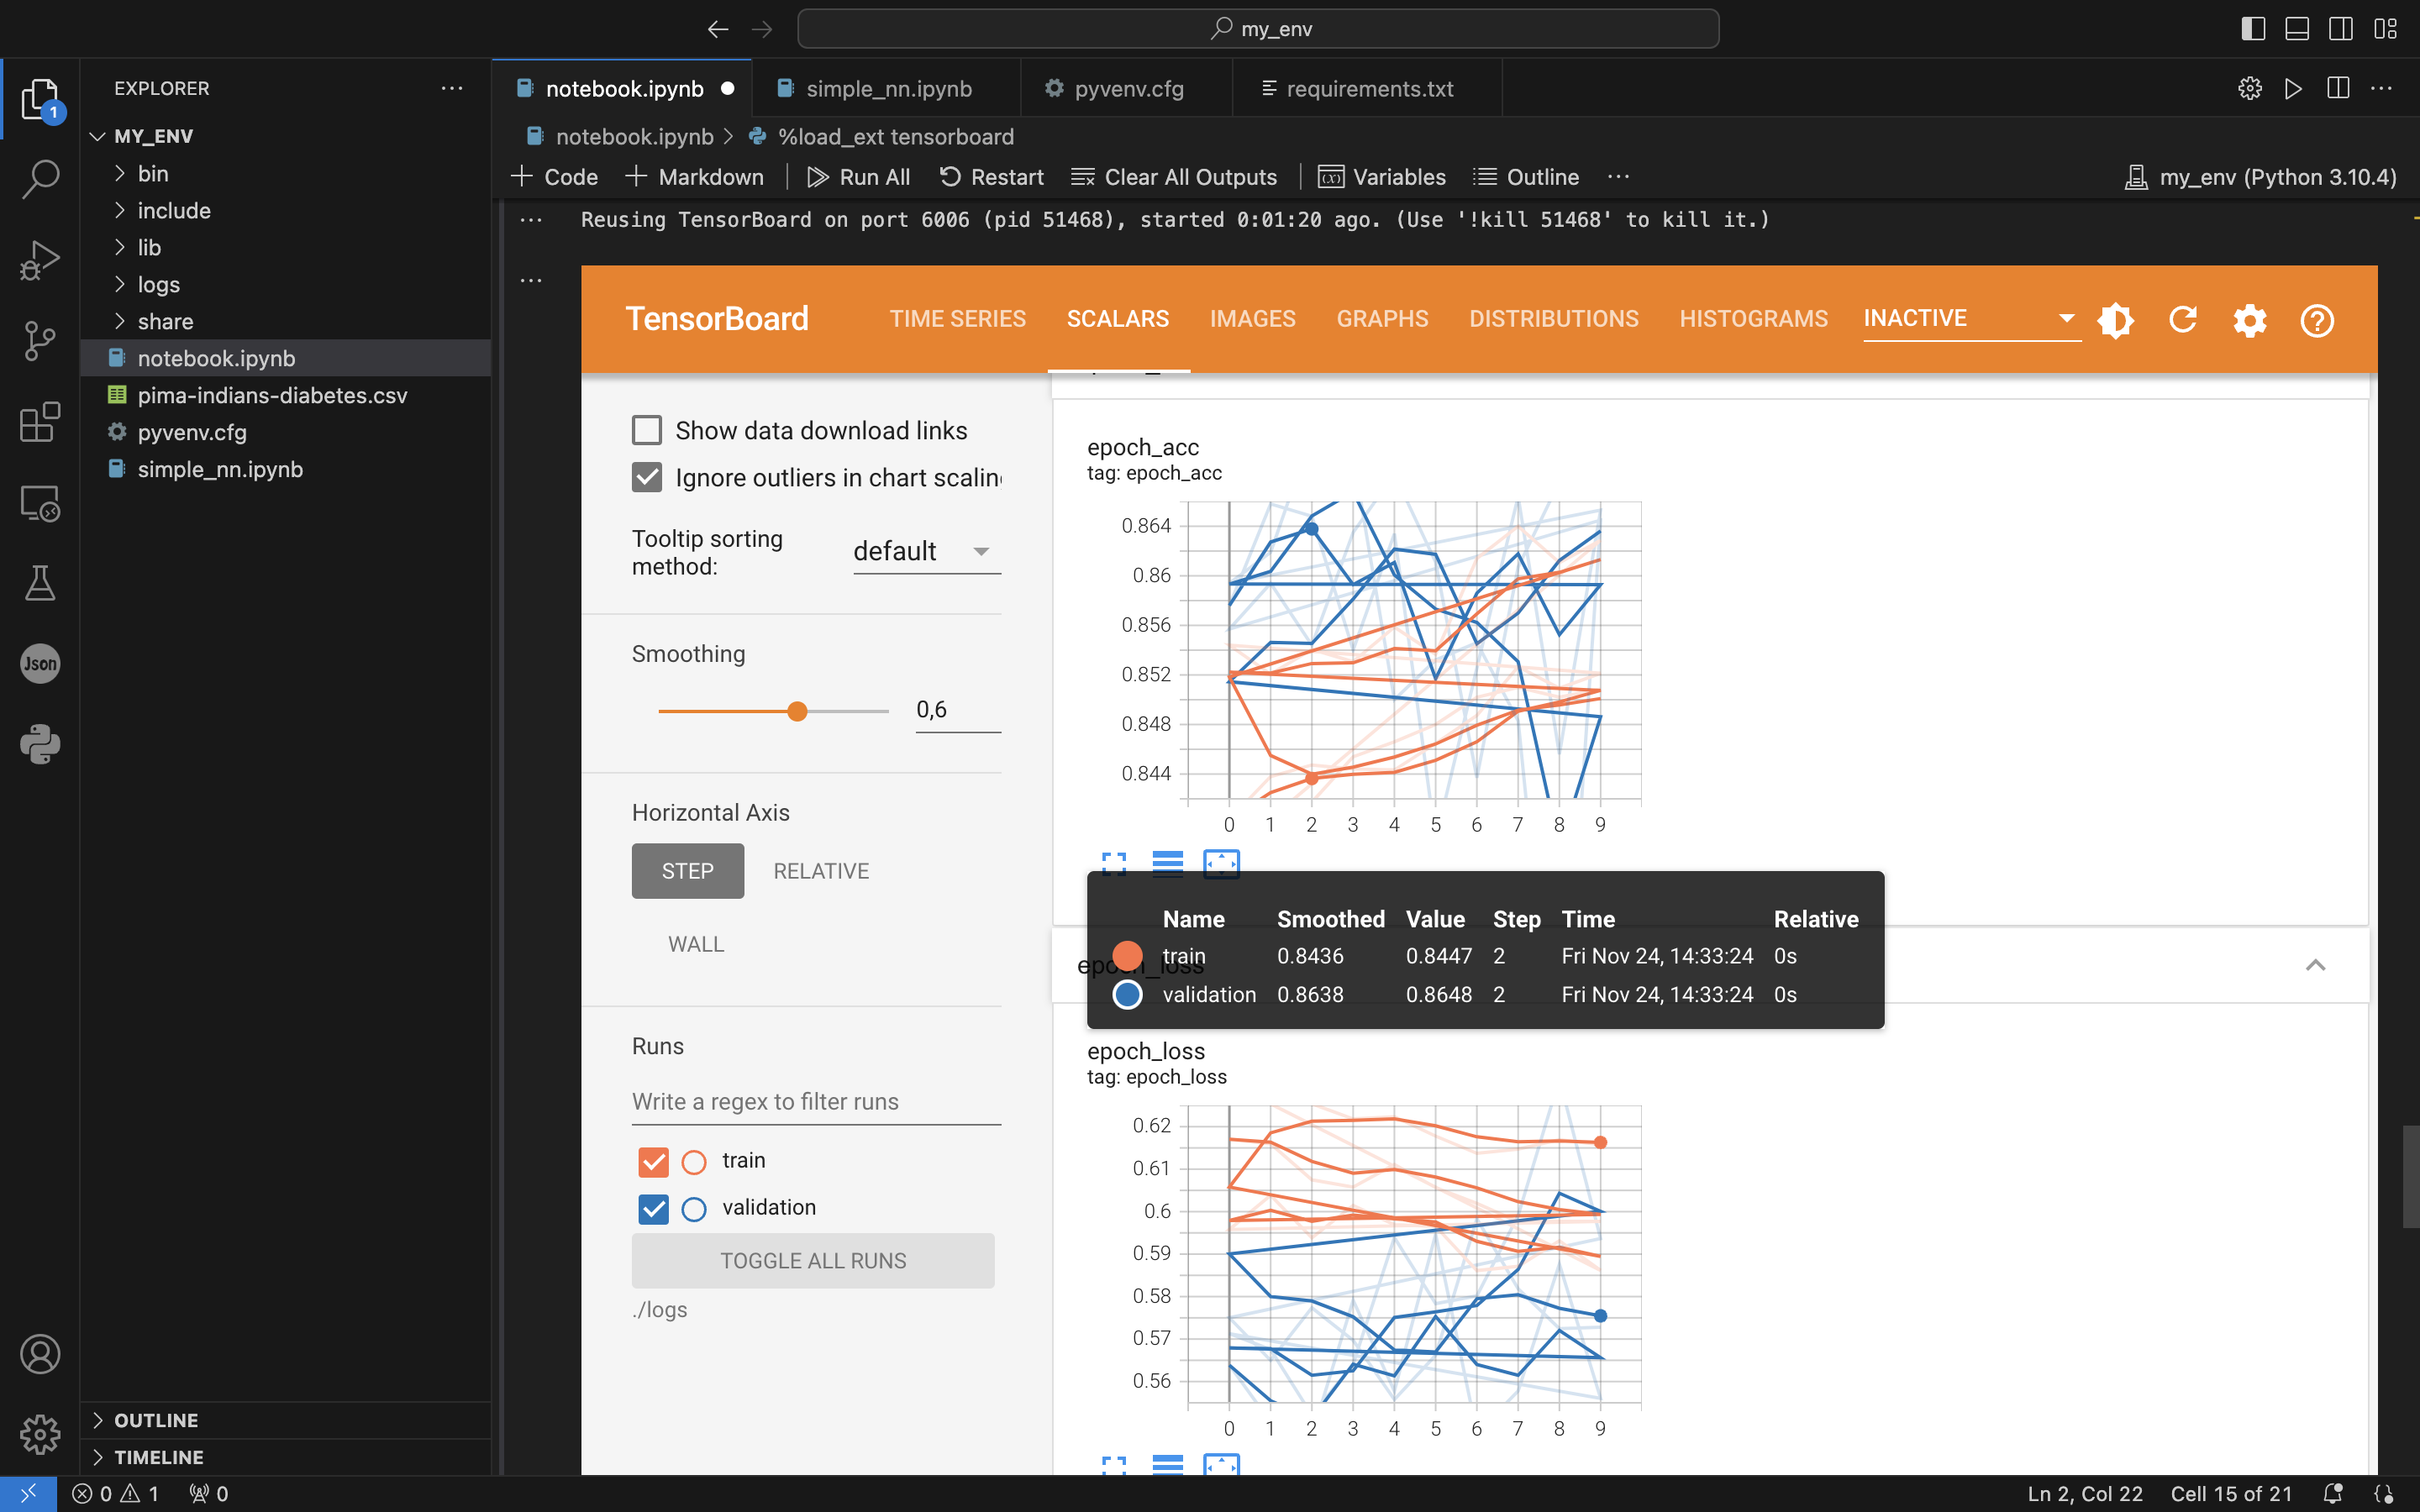 my_env
EXPLORER
1
MY_ENV
bin
include
lib
logs
share
notebook.ipynb
pima-indians-diabetes.csv
pyvenv.cfg
simple_nn.ipynb
Json
OUTLINE
TIMELINE
notebook.ipynb
simple_nn.ipynb
pyvenv.cfg
requirements.txt
notebook.ipynb > %load_ext tensorboard
Code Markdown Run All Restart Clear All Outputs (x) Variables Outline ··· my_env (Python 3.10.4)
Reusing TensorBoard on port 6006 (pid 51468), started 0:01:20 ago. (Use '!kill 51468' to kill it.)
TensorBoard TIME SERIES SCALARS IMAGES GRAPHS DISTRIBUTIONS HISTOGRAMS INACTIVE
Show data download links
Ignore outliers in chart scalin
Tooltip sorting
method:
default
Smoothing
0,6
Horizontal Axis
STEP RELATIVE
WALL
Runs
Write a regex to filter runs
train
validation
TOGGLE ALL RUNS
./logs
epoch_acc
tag: epoch_acc
0.864
0.86
0.856
0.852
0.848
0.844
0 1 2 3 4 5 6 7 8 9
epoch_loss
Name Smoothed Value Step Time Relative
train 0.8436 0.8447 2 Fri Nov 24, 14:33:24 0s
validation 0.8638 0.8648 2 Fri Nov 24, 14:33:24 0s
epoch_loss
tag: epoch_loss
0.62
0.61
0.6
0.59
0.58
0.57
0.56
0 1 2 3 4 5 6 7 8 9
0 1 0 Ln 2, Col 22 Cell 15 of 21